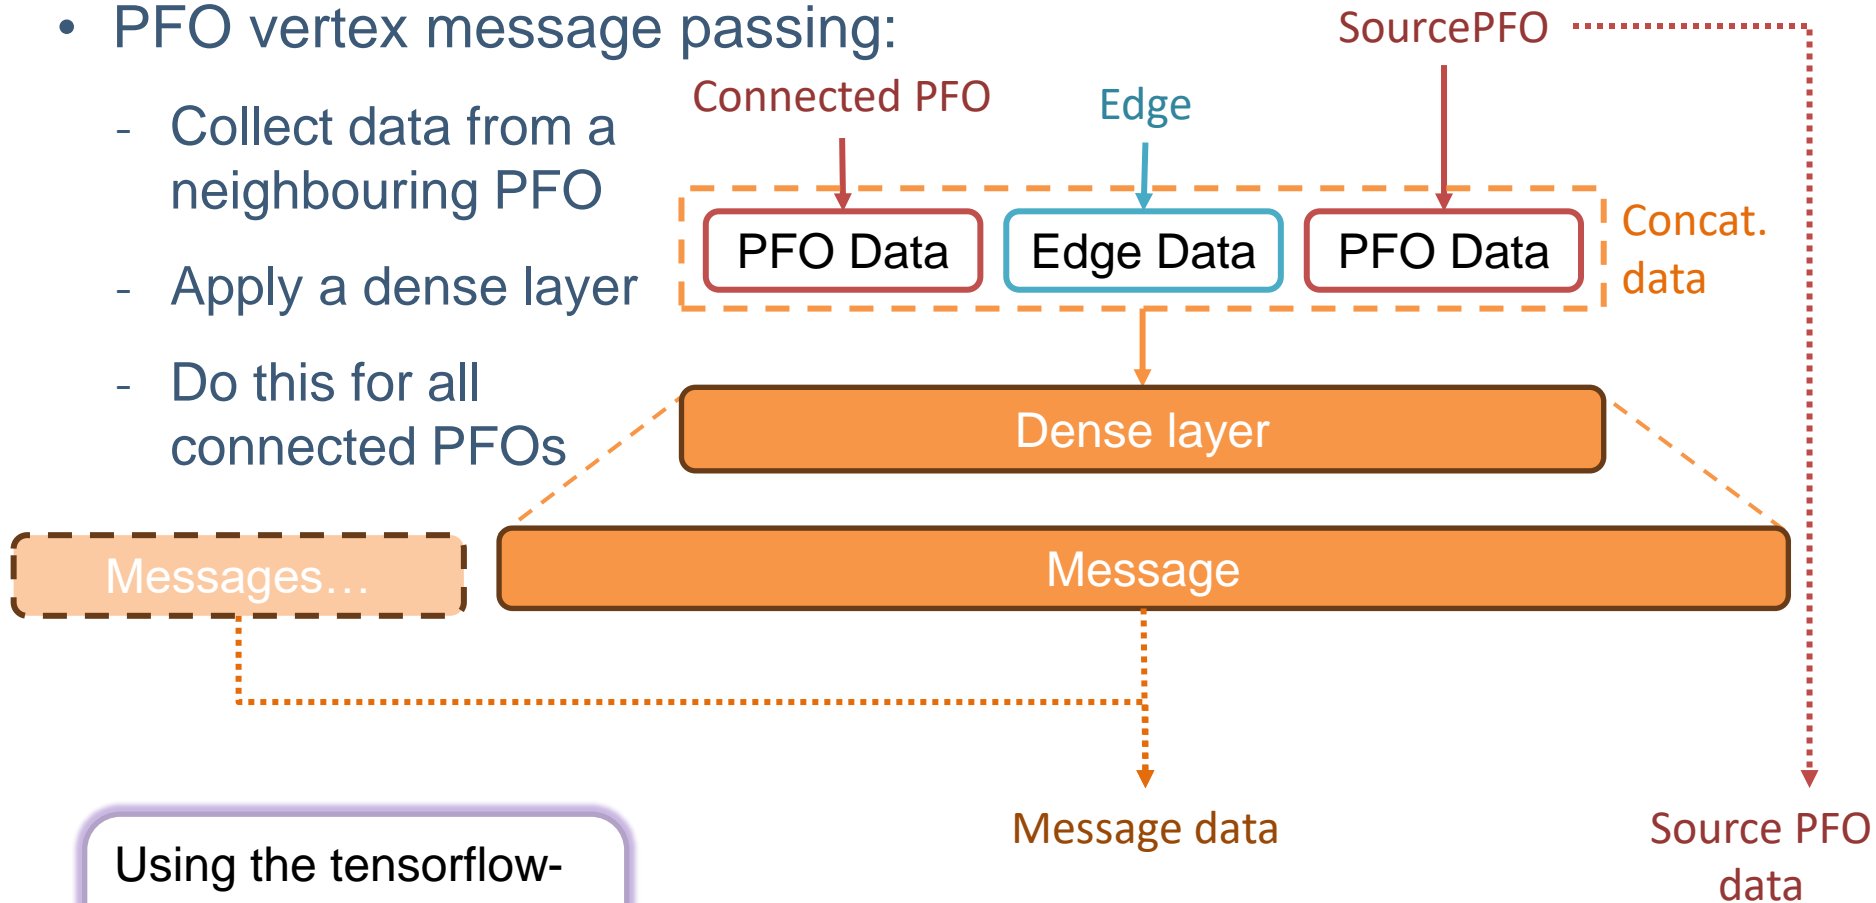 • PFO vertex message passing:
- Collect data from a
neighbouring PFO
- Apply a dense layer
- Do this for all
connected PFOs
SourcePFO
Connected PFO
Edge
PFO Data
Edge Data
PFO Data
Concat.
data
Dense layer
Messages...
Message
Message data
Source PFO
data
Using the tensorflow-